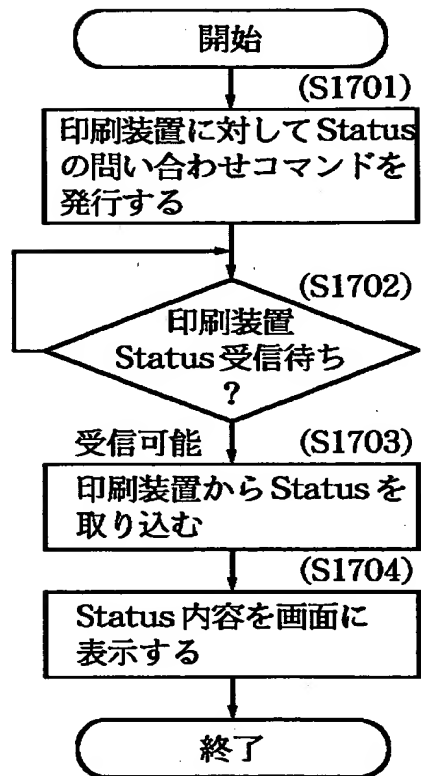 開始
(S1701)
印刷装置に対してStatus
の問い合わせコマンドを
発行する
(S1702)
印刷装置
Status受信待ち
?
受信可能
(S1703)
印刷装置からStatusを
取り込む
(S1704)
Status内容を画面に
表示する
終了